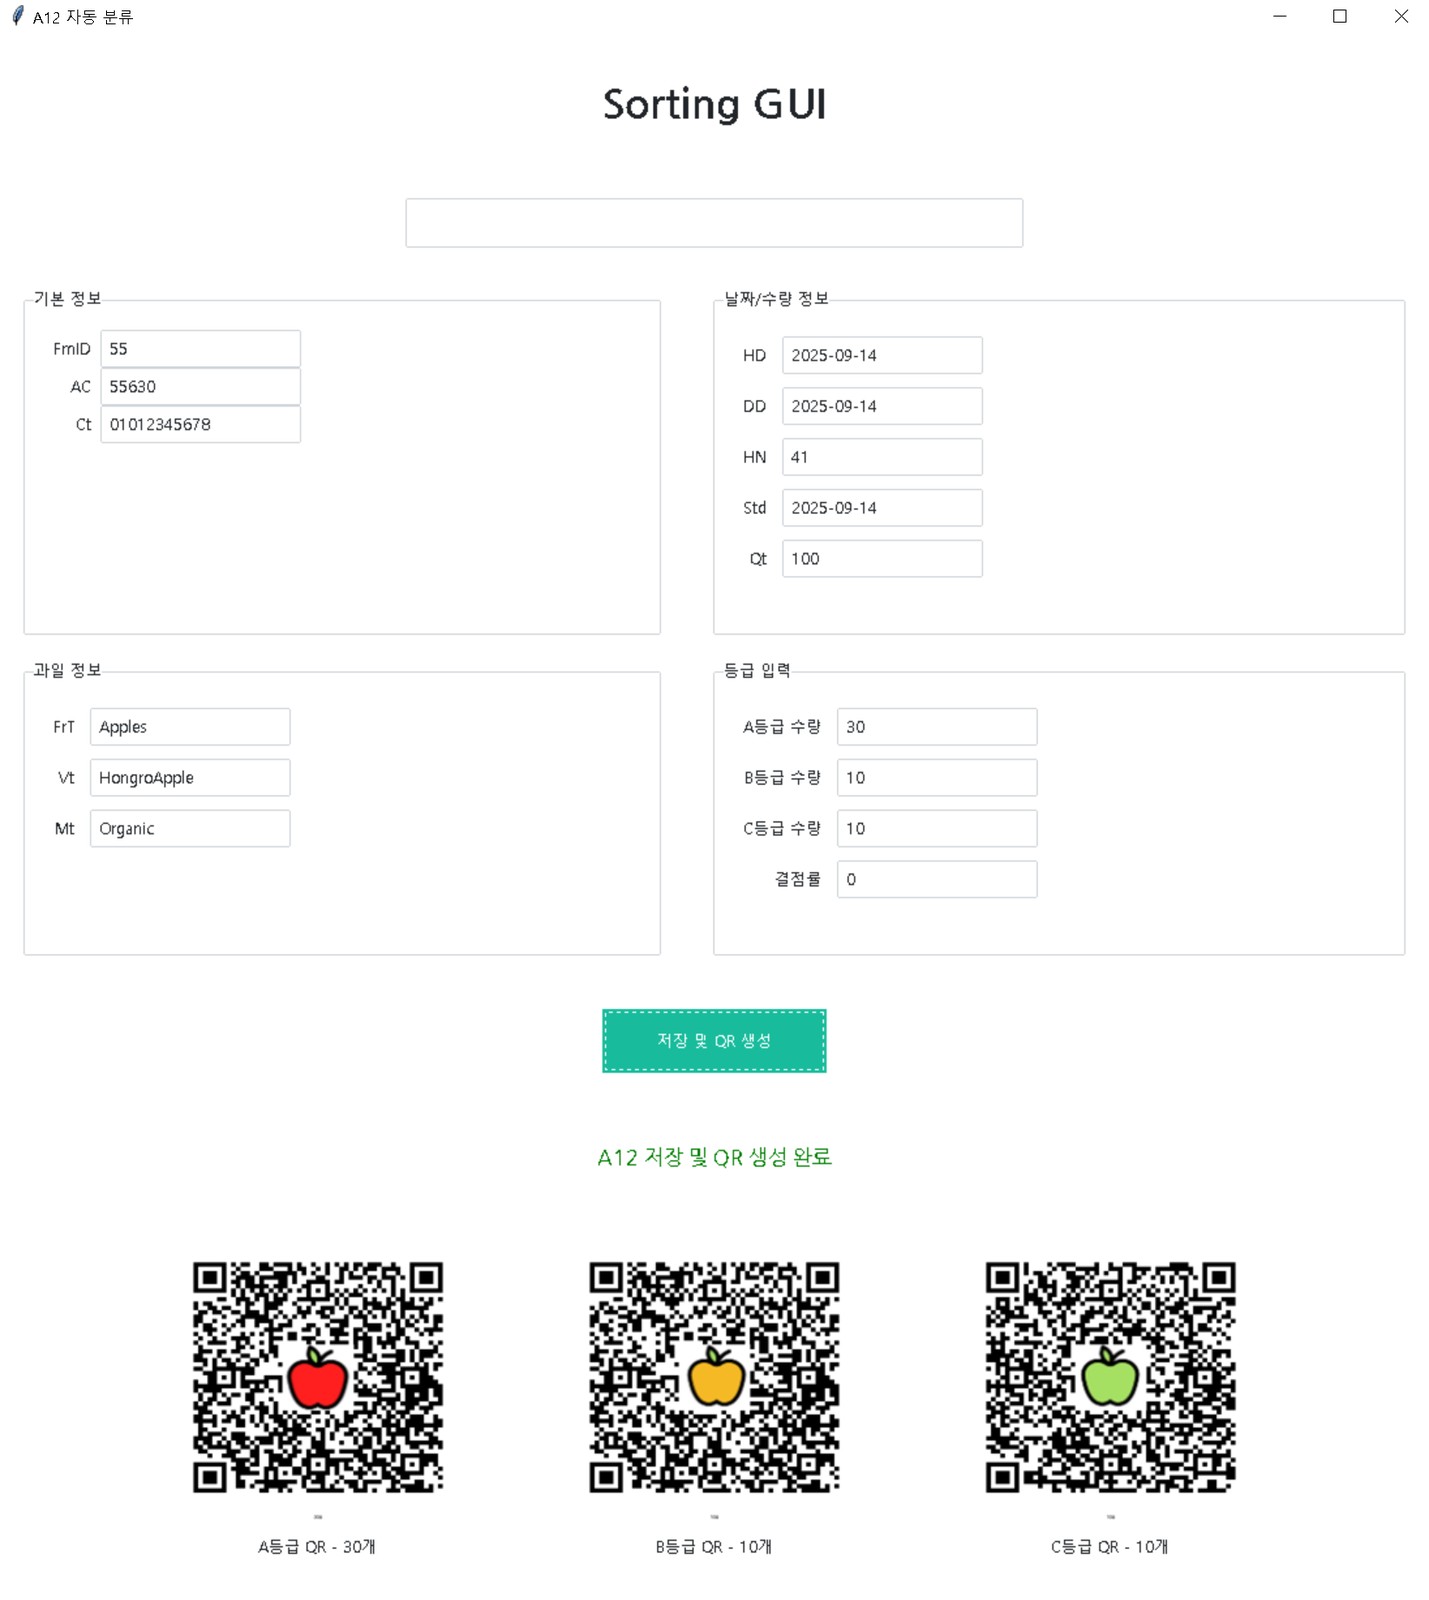 A12 자동 분류
Sorting GUI
기본 정보
FmID 55
AC 55630
Ct 01012345678
날짜/수량 정보
HD 2025-09-14
DD 2025-09-14
HN 41
Std 2025-09-14
Qt 100
과일 정보
FrT Apples
Vt HongroApple
Mt Organic
등급 입력
A등급 수량 30
B등급 수량 10
C등급 수량 10
결점률 0
저장 및 QR 생성
A12 저장 및 QR 생성 완료
A등급 QR - 30개
B등급 QR - 10개
C등급 QR - 10개